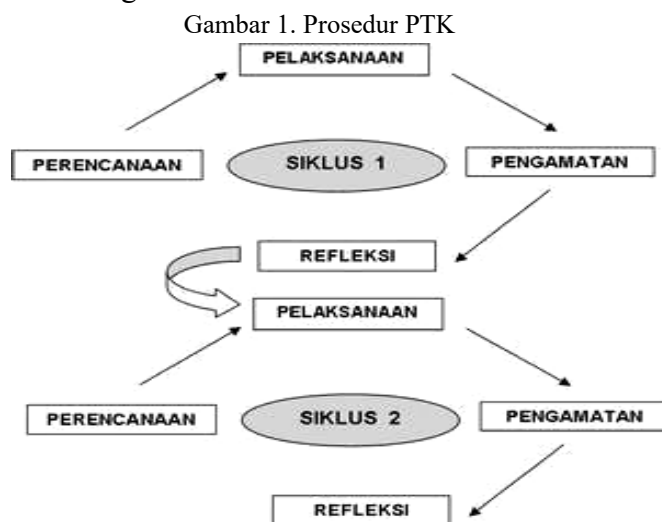 Gambar 1. Prosedur PTK
PELAKSANAAN
PERENCANAAN
SIKLUS 1
PENGAMATAN
REFLEKSI
PELAKSANAAN
PERENCANAAN
SIKLUS 2
PENGAMATAN
REFLEKSI